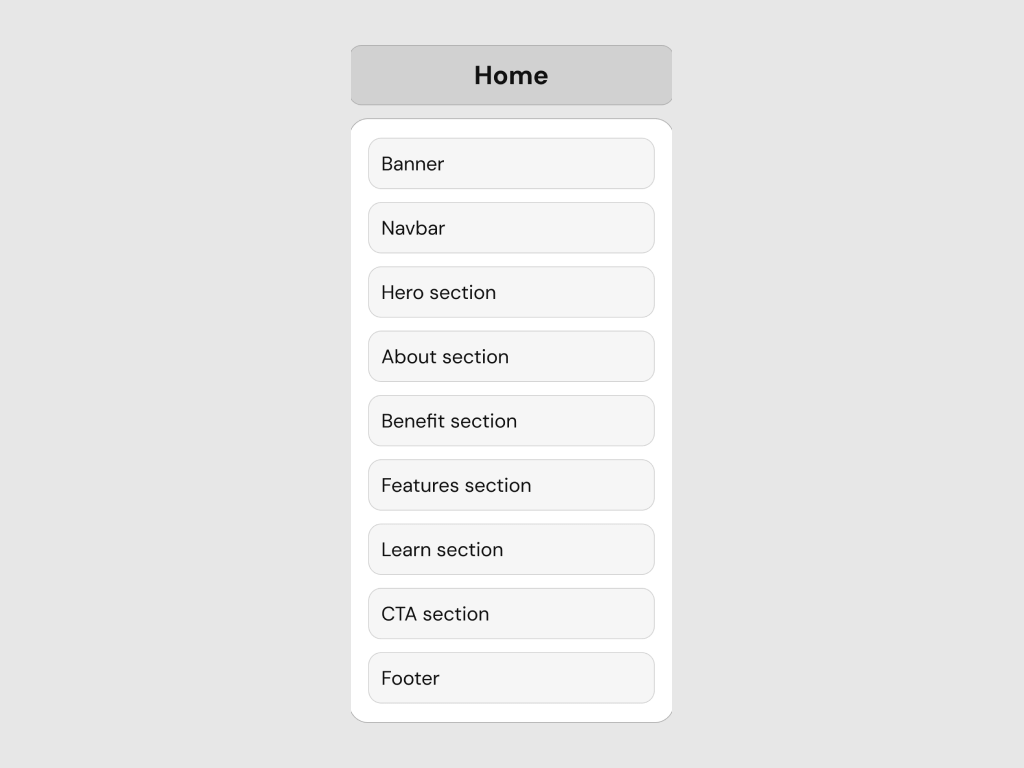 Home
Banner
Navbar
Hero section
About section
Benefit section
Features section
Learn section
CTA section
Footer